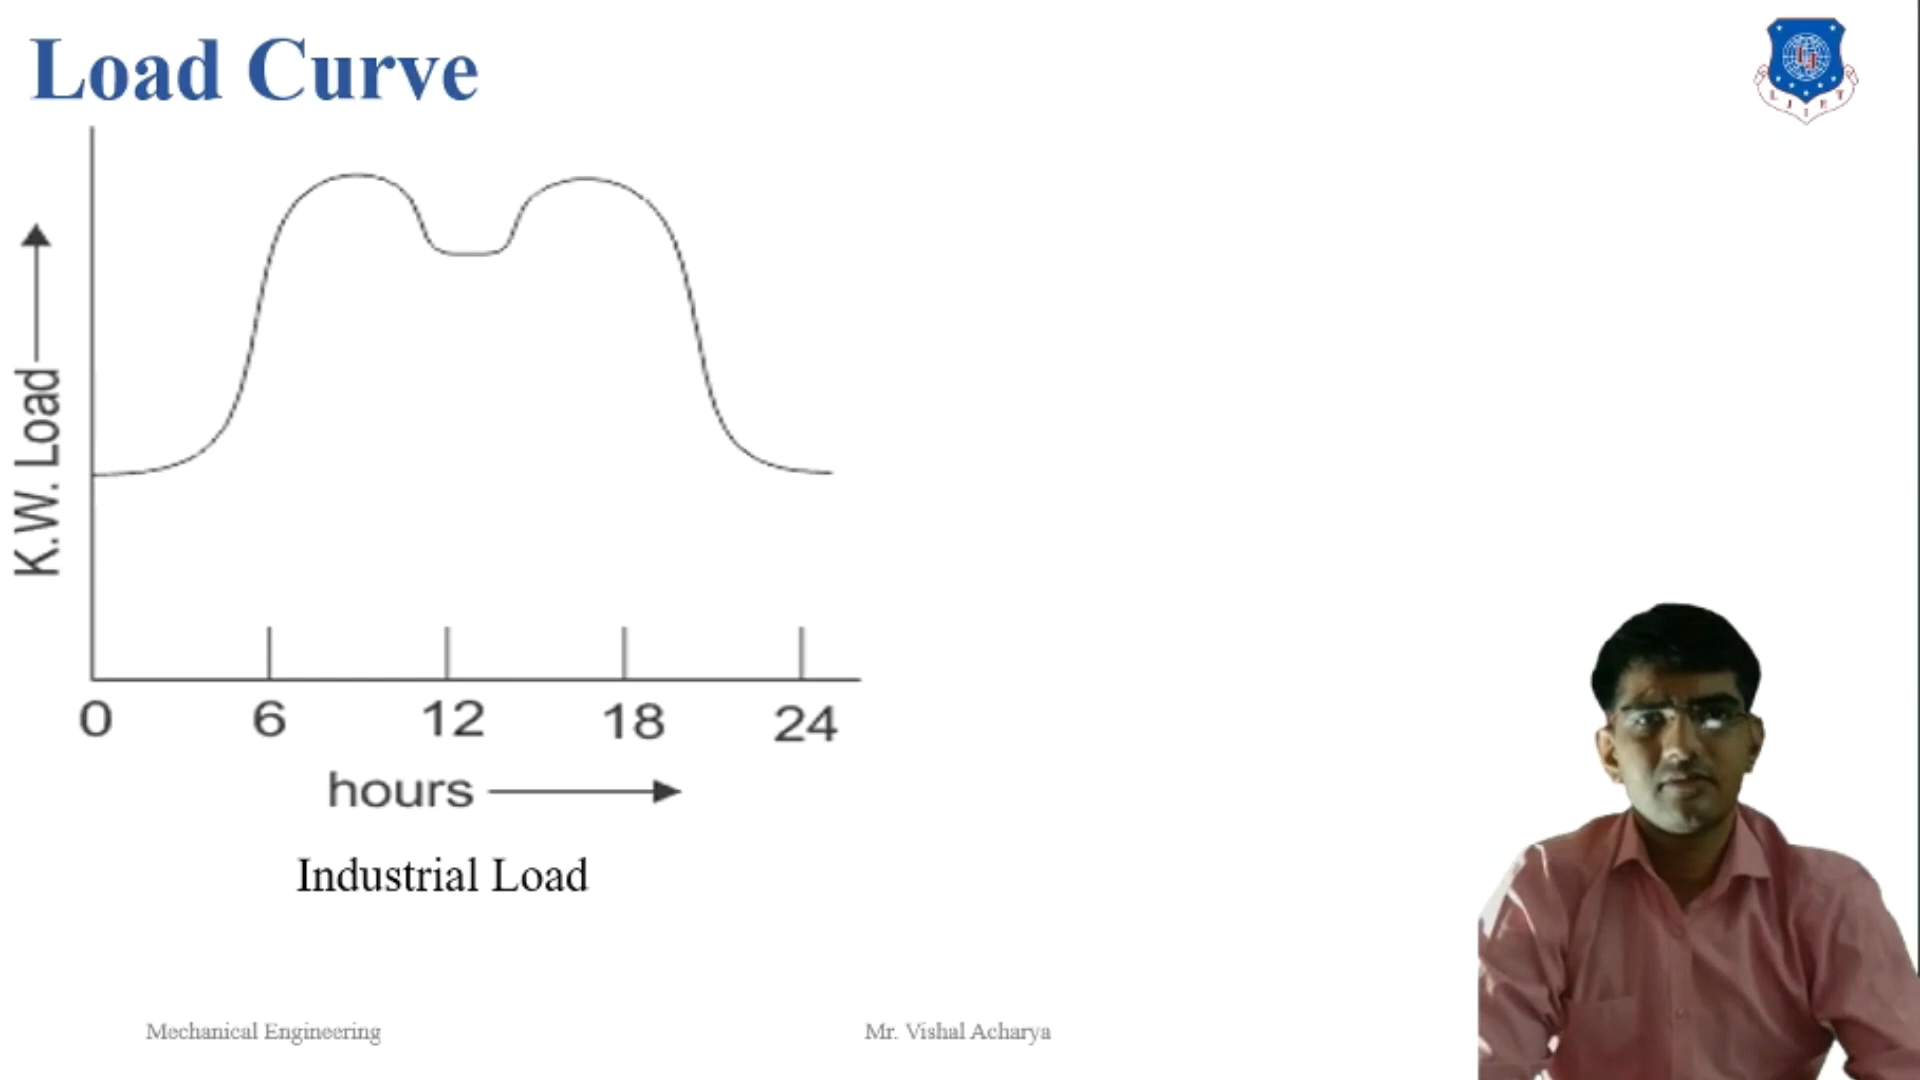 Load Curve
L J I E T
K.W. Load
0 6 12 18 24
hours
Industrial Load
Mechanical Engineering
Mr. Vishal Acharya